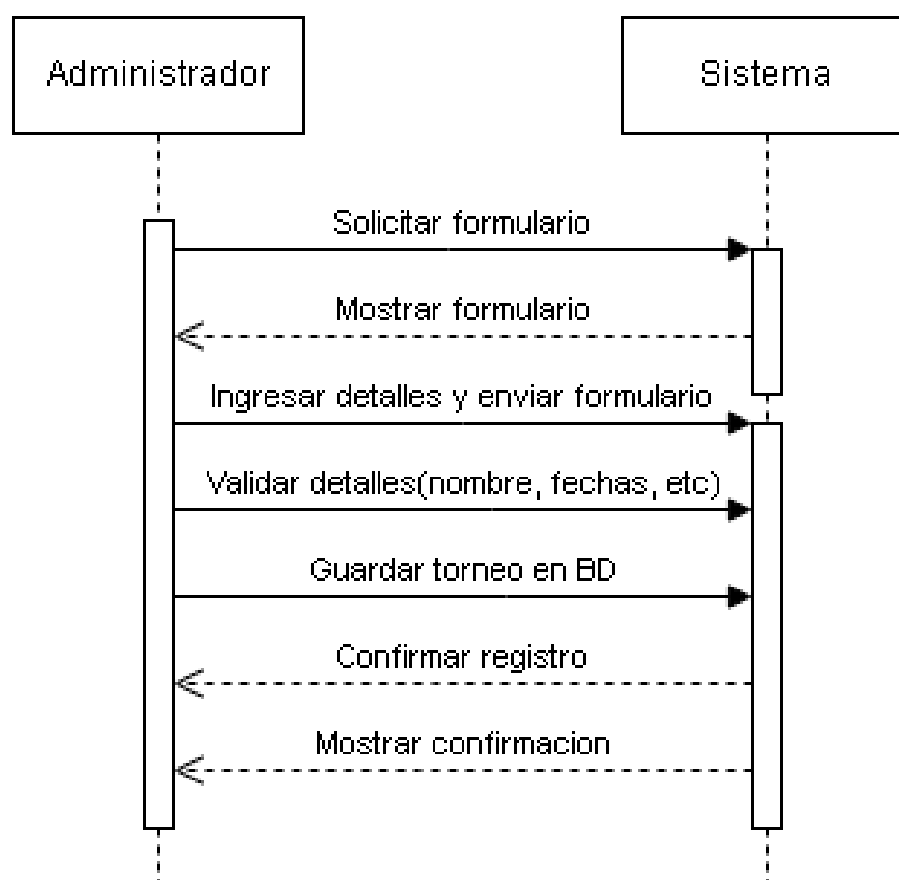 Administrador
Sistema
Solicitar formulario
Mostrar formulario
Ingresar detalles y enviar formulario
Validar detalles(nombre, fechas, etc)
Guardar torneo en BD
Confirmar registro
Mostrar confirmacion